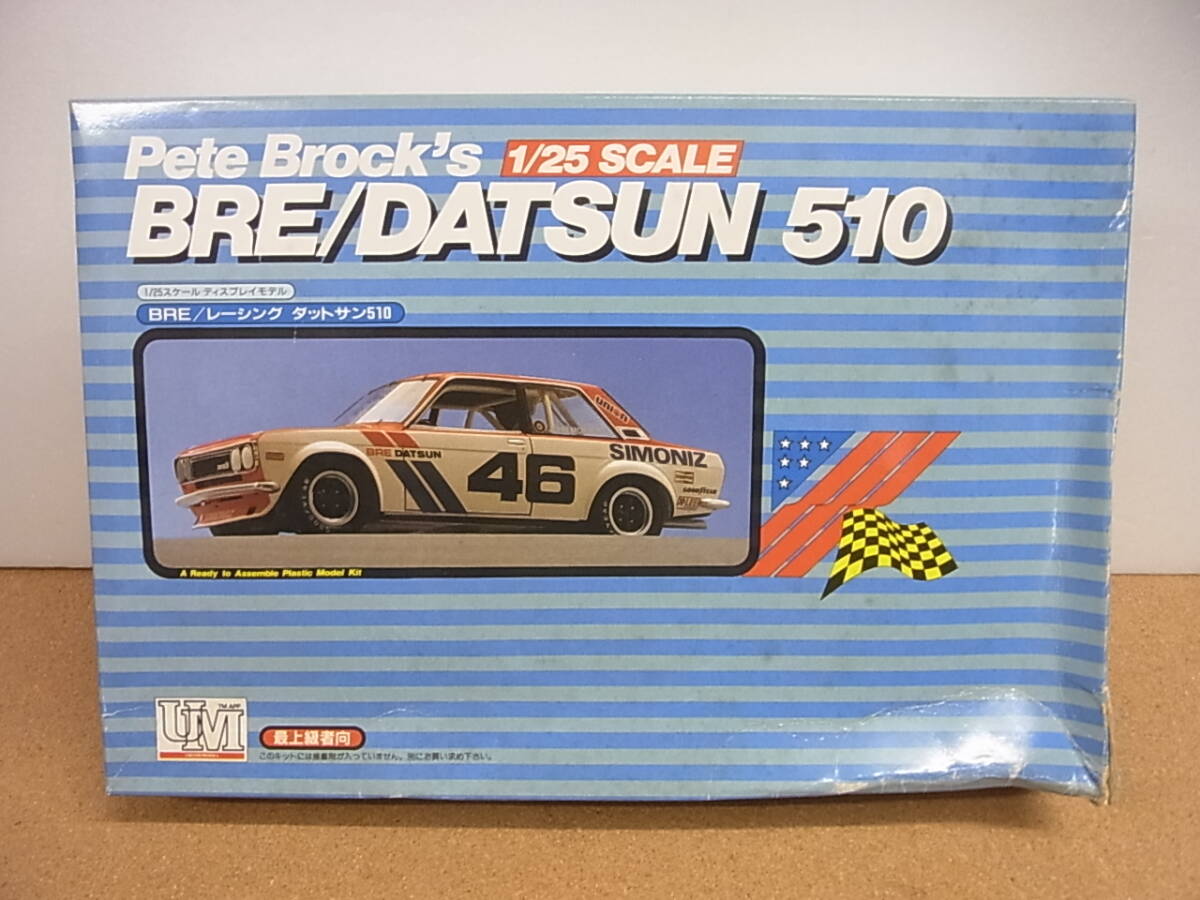 Pete Brock's 1/25 SCALE
BRE/DATSUN 510
1/25スケール ディスプレイモデル
BRE/レーシング ダットサン510
union
BRE DATSUN
46
SIMONIZ
GOODYEAR
A Ready to Assemble Plastic Model Kit
UM
TM APP
最上級者向
このキットには接着剤が入っていません。別にお買い求め下さい。